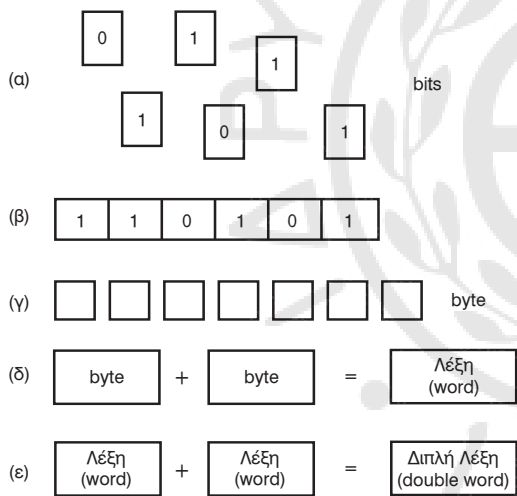 0 1
1
(α) bits
1 0 1
(β) 1 1 0 1 0 1
(γ) byte
(δ) byte + byte = Λέξη (word)
(ε) Λέξη (word) + Λέξη (word) = Διπλή Λέξη (double word)